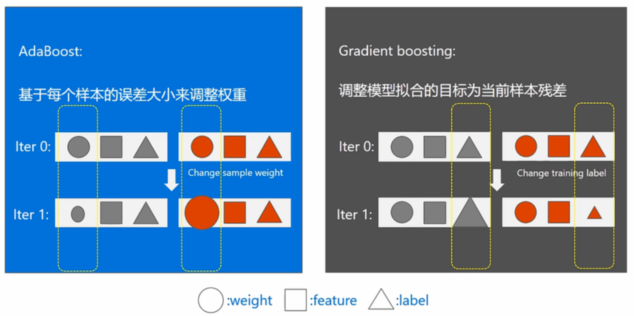 AdaBoost:
基于每个样本的误差大小来调整权重
Iter 0:
Change sample weight
Iter 1:
Gradient boosting:
调整模型拟合的目标为当前样本残差
Iter 0:
Change training label
Iter 1:
:weight :feature :label